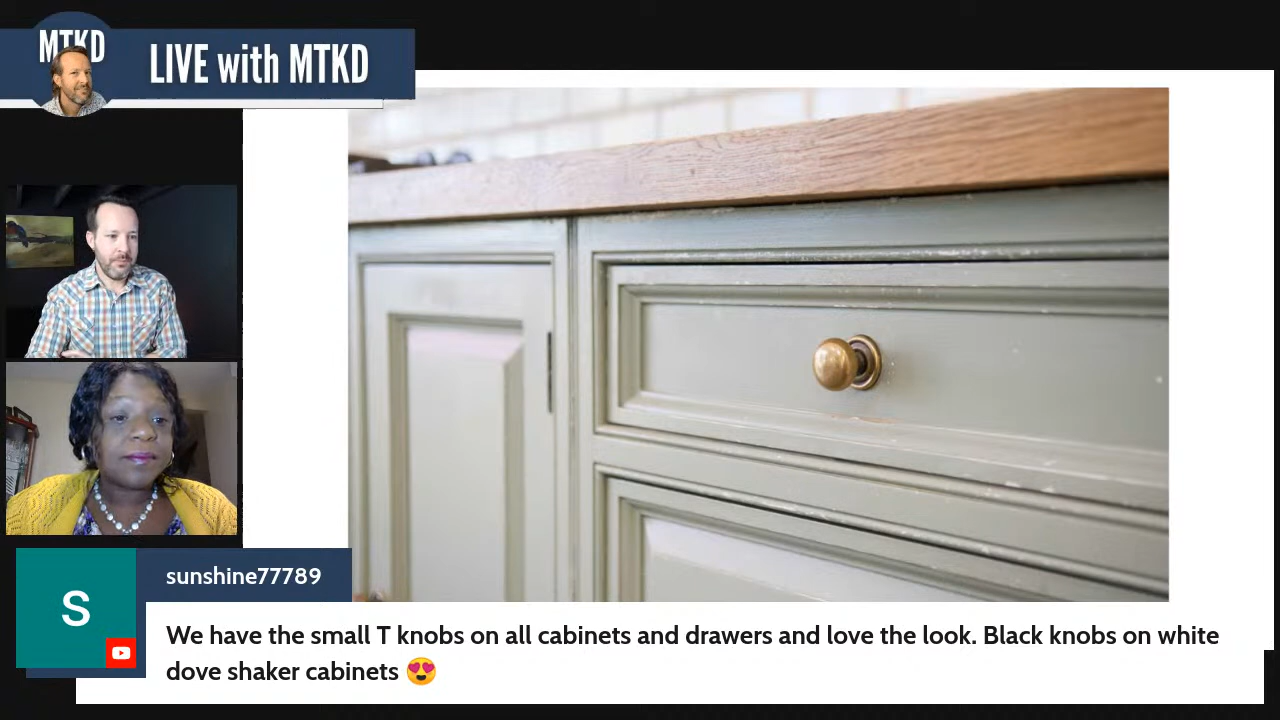 MTKD
LIVE with MTKD
sunshine77789
S
We have the small T knobs on all cabinets and drawers and love the look. Black knobs on white
dove shaker cabinets 😍